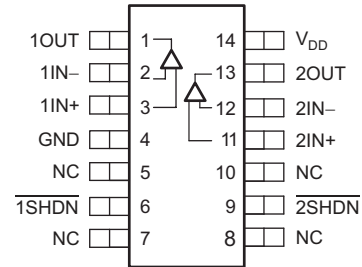 1OUT 1 14 V_DD
1IN− 2 13 2OUT
1IN+ 3 12 2IN−
GND 4 11 2IN+
NC 5 10 NC
1SHDN 6 9 2SHDN
NC 7 8 NC